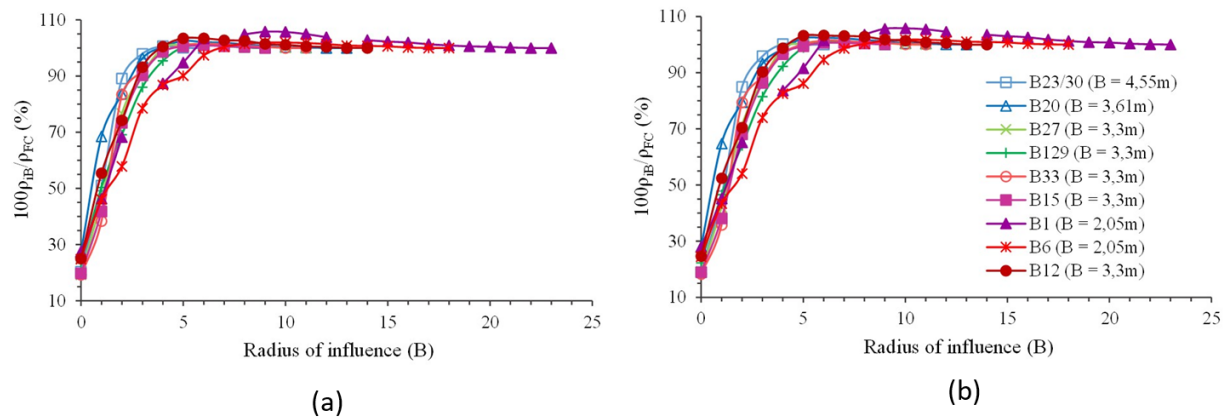 110
90
70
50
30
10
100ρiB/ρFC (%)
0 5 10 15 20 25
Radius of influence (B)
(a)
110
90
70
50
30
10
100ρiB/ρFC (%)
B23/30 (B = 4,55m)
B20 (B = 3,61m)
B27 (B = 3,3m)
B129 (B = 3,3m)
B33 (B = 3,3m)
B15 (B = 3,3m)
B1 (B = 2,05m)
B6 (B = 2,05m)
B12 (B = 3,3m)
0 5 10 15 20 25
Radius of influence (B)
(b)